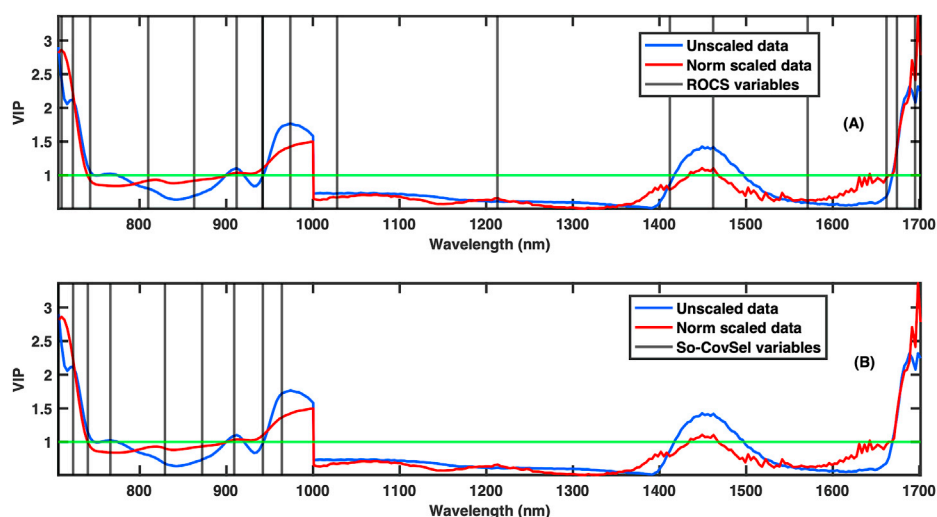 3
2.5
2
1.5
1
VIP
Unscaled data
Norm scaled data
ROCS variables
(A)
800 900 1000 1100 1200 1300 1400 1500 1600 1700
Wavelength (nm)
3
2.5
2
1.5
1
VIP
Unscaled data
Norm scaled data
So-CovSel variables
(B)
800 900 1000 1100 1200 1300 1400 1500 1600 1700
Wavelength (nm)